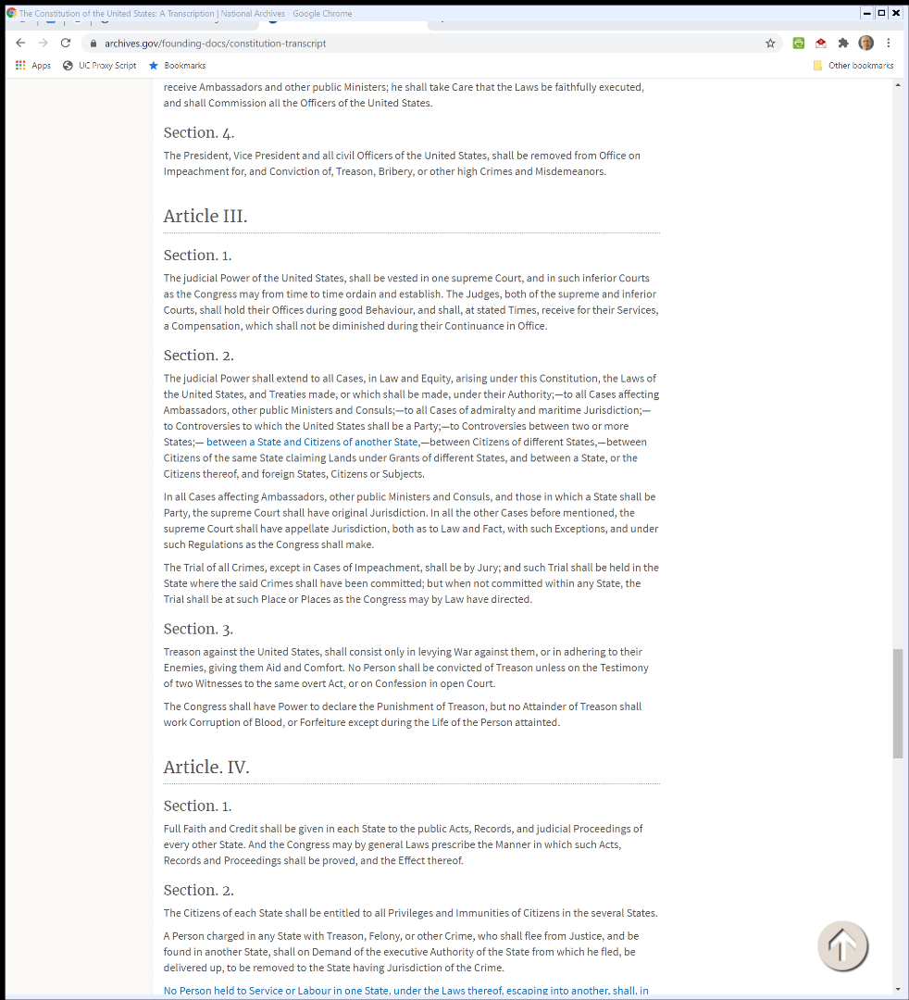 The Constitution of the United States: A Transcription | National Archives - Google Chrome
archives.gov/founding-docs/constitution-transcript
Apps UC Proxy Script Bookmarks Other bookmarks
receive Ambassadors and other public Ministers; he shall take Care that the Laws be faithfully executed,
and shall Commission all the Officers of the United States.
Section. 4.
The President, Vice President and all civil Officers of the United States, shall be removed from Office on
Impeachment for, and Conviction of, Treason, Bribery, or other high Crimes and Misdemeanors.
Article III.
Section. 1.
The judicial Power of the United States, shall be vested in one supreme Court, and in such inferior Courts
as the Congress may from time to time ordain and establish. The Judges, both of the supreme and inferior
Courts, shall hold their Offices during good Behaviour, and shall, at stated Times, receive for their Services,
a Compensation, which shall not be diminished during their Continuance in Office.
Section. 2.
The judicial Power shall extend to all Cases, in Law and Equity, arising under this Constitution, the Laws of
the United States, and Treaties made, or which shall be made, under their Authority;—to all Cases affecting
Ambassadors, other public Ministers and Consuls;—to all Cases of admiralty and maritime Jurisdiction;—
to Controversies to which the United States shall be a Party;—to Controversies between two or more
States;— between a State and Citizens of another State,—between Citizens of different States,—between
Citizens of the same State claiming Lands under Grants of different States, and between a State, or the
Citizens thereof, and foreign States, Citizens or Subjects.
In all Cases affecting Ambassadors, other public Ministers and Consuls, and those in which a State shall be
Party, the supreme Court shall have original Jurisdiction. In all the other Cases before mentioned, the
supreme Court shall have appellate Jurisdiction, both as to Law and Fact, with such Exceptions, and under
such Regulations as the Congress shall make.
The Trial of all Crimes, except in Cases of Impeachment, shall be by Jury; and such Trial shall be held in the
State where the said Crimes shall have been committed; but when not committed within any State, the
Trial shall be at such Place or Places as the Congress may by Law have directed.
Section. 3.
Treason against the United States, shall consist only in levying War against them, or in adhering to their
Enemies, giving them Aid and Comfort. No Person shall be convicted of Treason unless on the Testimony
of two Witnesses to the same overt Act, or on Confession in open Court.
The Congress shall have Power to declare the Punishment of Treason, but no Attainder of Treason shall
work Corruption of Blood, or Forfeiture except during the Life of the Person attainted.
Article. IV.
Section. 1.
Full Faith and Credit shall be given in each State to the public Acts, Records, and judicial Proceedings of
every other State. And the Congress may by general Laws prescribe the Manner in which such Acts,
Records and Proceedings shall be proved, and the Effect thereof.
Section. 2.
The Citizens of each State shall be entitled to all Privileges and Immunities of Citizens in the several States.
A Person charged in any State with Treason, Felony, or other Crime, who shall flee from Justice, and be
found in another State, shall on Demand of the executive Authority of the State from which he fled, be
delivered up, to be removed to the State having Jurisdiction of the Crime.
No Person held to Service or Labour in one State, under the Laws thereof, escaping into another, shall, in